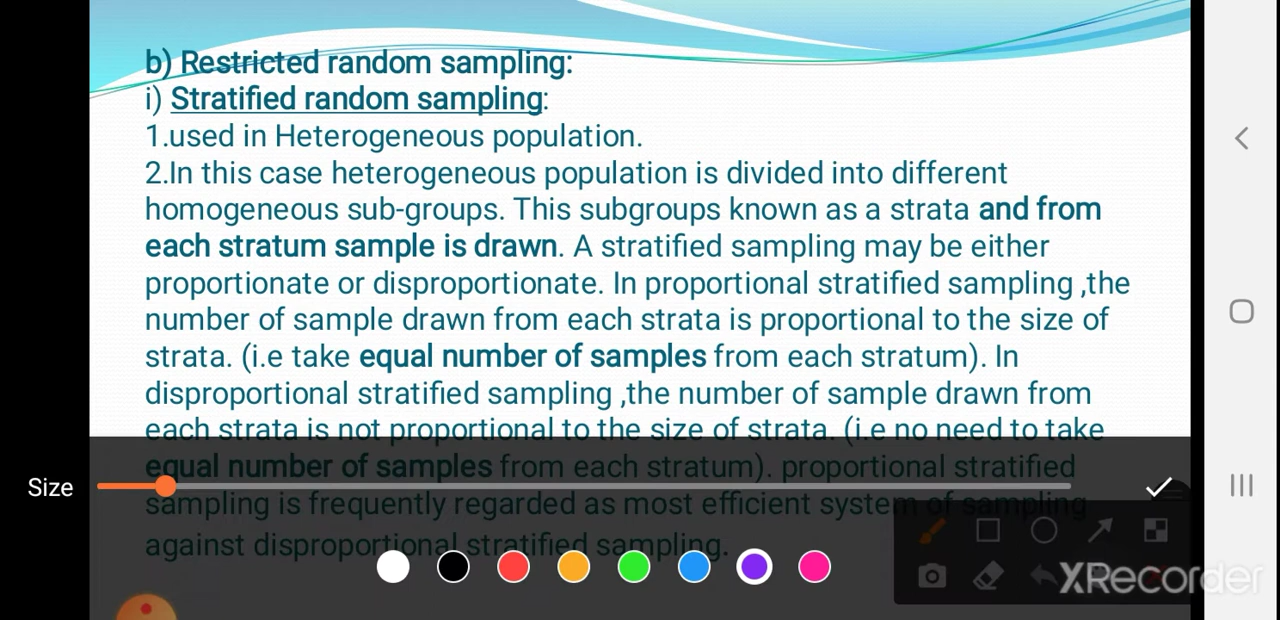 b) Restricted random sampling:
i) Stratified random sampling:
1.used in Heterogeneous population.
2.In this case heterogeneous population is divided into different
homogeneous sub-groups. This subgroups known as a strata and from
each stratum sample is drawn. A stratified sampling may be either
proportionate or disproportionate. In proportional stratified sampling ,the
number of sample drawn from each strata is proportional to the size of
strata. (i.e take equal number of samples from each stratum). In
disproportional stratified sampling ,the number of sample drawn from
each strata is not proportional to the size of strata. (i.e no need to take
equal number of samples from each stratum). proportional stratified
Size
sampling is frequently regarded as most efficient system of sampling
against disproportional stratified sampling.
XRecorder